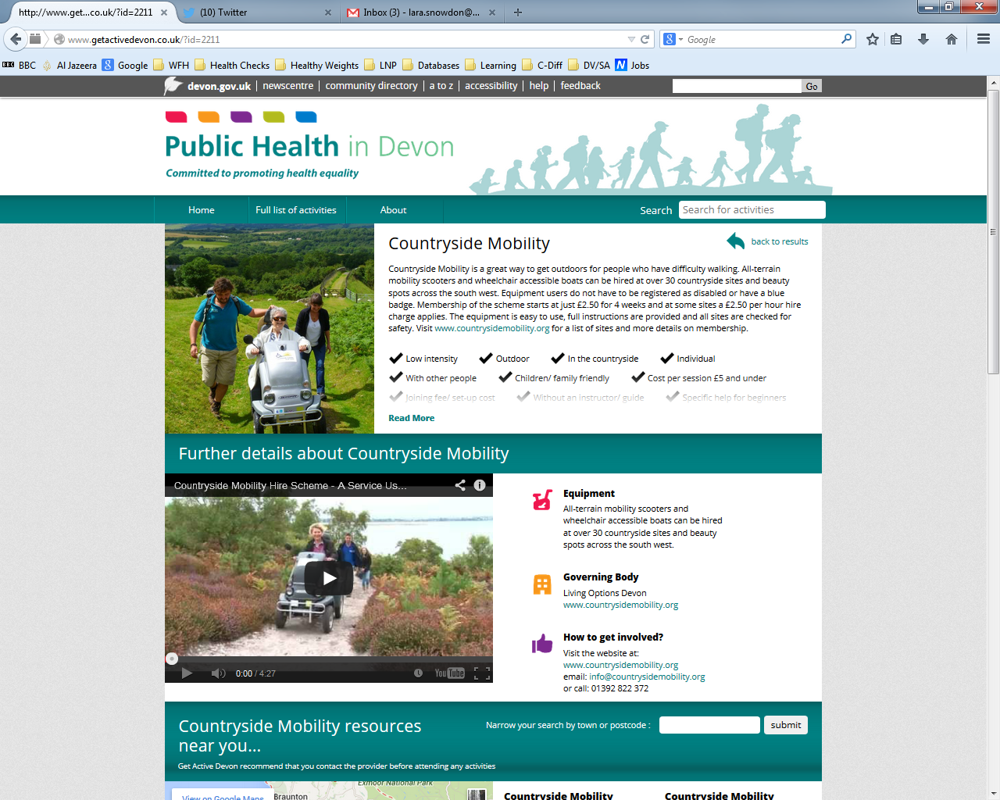 http://www.get...co.uk/?id=2211
(10) Twitter
Inbox (3) - lara.snowdon@...
www.getactivedevon.co.uk/?id=2211
Google
BBC Al Jazeera Google WFH Health Checks Healthy Weights LNP Databases Learning C-Diff DV/SA Jobs
devon.gov.uk newscentre community directory a to z accessibility help feedback Go
Public Health in Devon
Committed to promoting health equality
Home Full list of activities About Search Search for activities
Countryside Mobility
back to results
Countryside Mobility is a great way to get outdoors for people who have difficulty walking. All-terrain
mobility scooters and wheelchair accessible boats can be hired at over 30 countryside sites and beauty
spots across the south west. Equipment users do not have to be registered as disabled or have a blue
badge. Membership of the scheme starts at just £2.50 for 4 weeks and at some sites a £2.50 per hour hire
charge applies. The equipment is easy to use, full instructions are provided and all sites are checked for
safety. Visit www.countrysidemobility.org for a list of sites and more details on membership.
Low intensity Outdoor In the countryside Individual
With other people Children/ family friendly Cost per session £5 and under
Joining fee/ set-up cost Without an instructor/ guide Specific help for beginners
Read More
Further details about Countryside Mobility
Countryside Mobility Hire Scheme - A Service Us...
0:00 / 4:27
YouTube
Equipment
All-terrain mobility scooters and
wheelchair accessible boats can be hired
at over 30 countryside sites and beauty
spots across the south west.
Governing Body
Living Options Devon
www.countrysidemobility.org
How to get involved?
Visit the website at:
www.countrysidemobility.org
email: info@countrysidemobility.org
or call: 01392 822 372
Countryside Mobility resources
near you...
Narrow your search by town or postcode : submit
Get Active Devon recommend that you contact the provider before attending any activities
Exmoor National Park
View on Google Maps
Braunton
Countryside Mobility
Countryside Mobility